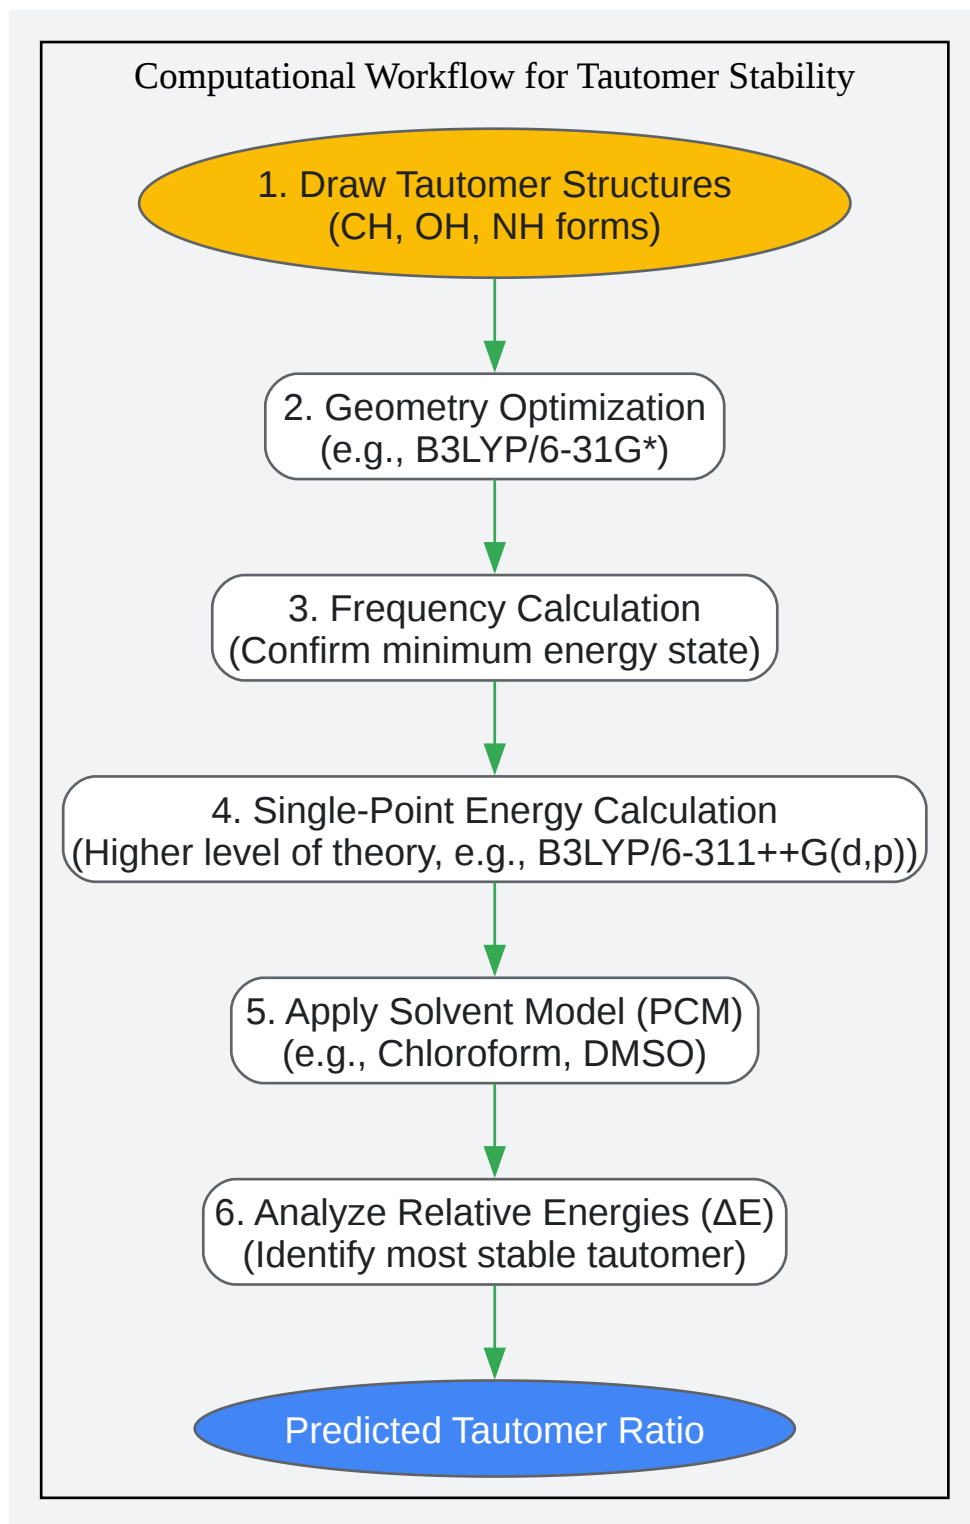 Computational Workflow for Tautomer Stability
1. Draw Tautomer Structures
(CH, OH, NH forms)
2. Geometry Optimization
(e.g., B3LYP/6-31G*)
3. Frequency Calculation
(Confirm minimum energy state)
4. Single-Point Energy Calculation
(Higher level of theory, e.g., B3LYP/6-311++G(d,p))
5. Apply Solvent Model (PCM)
(e.g., Chloroform, DMSO)
6. Analyze Relative Energies (ΔE)
(Identify most stable tautomer)
Predicted Tautomer Ratio